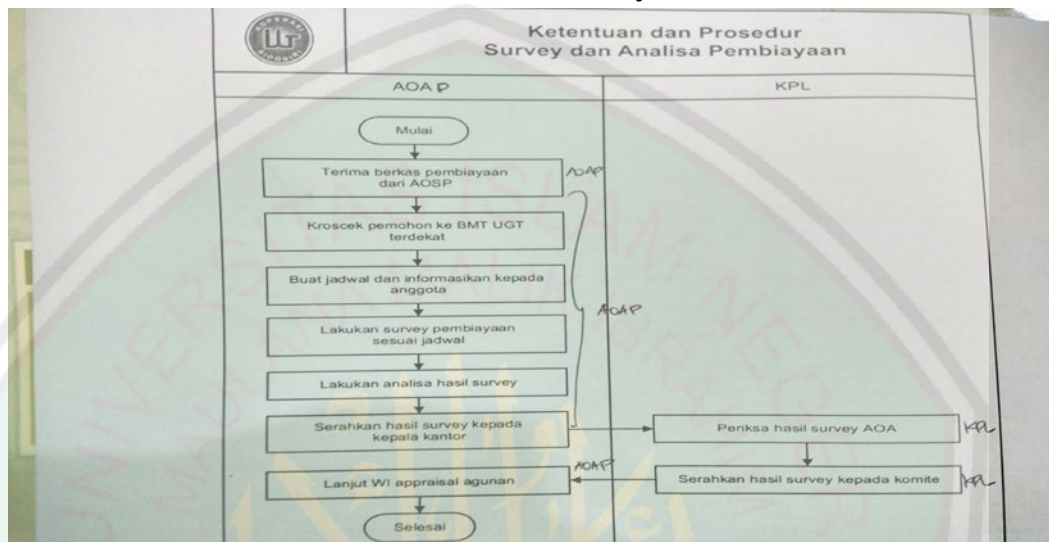 Ketentuan dan Prosedur
Survey dan Analisa Pembiayaan
UGT
AOAP
KPL
Mulai
Terima berkas pembiayaan
dari AOSP
AOAP
Kroscek pemohon ke BMT UGT
terdekat
Buat jadwal dan informasikan kepada
anggota
AOAP
Lakukan survey pembiayaan
sesuai jadwal
Lakukan analisa hasil survey
Serahkan hasil survey kepada
kepala kantor
Periksa hasil survey AOA
KPL
AOAP
Lanjut WI appraisal agunan
Serahkan hasil survey kepada komite
KPL
Selesai